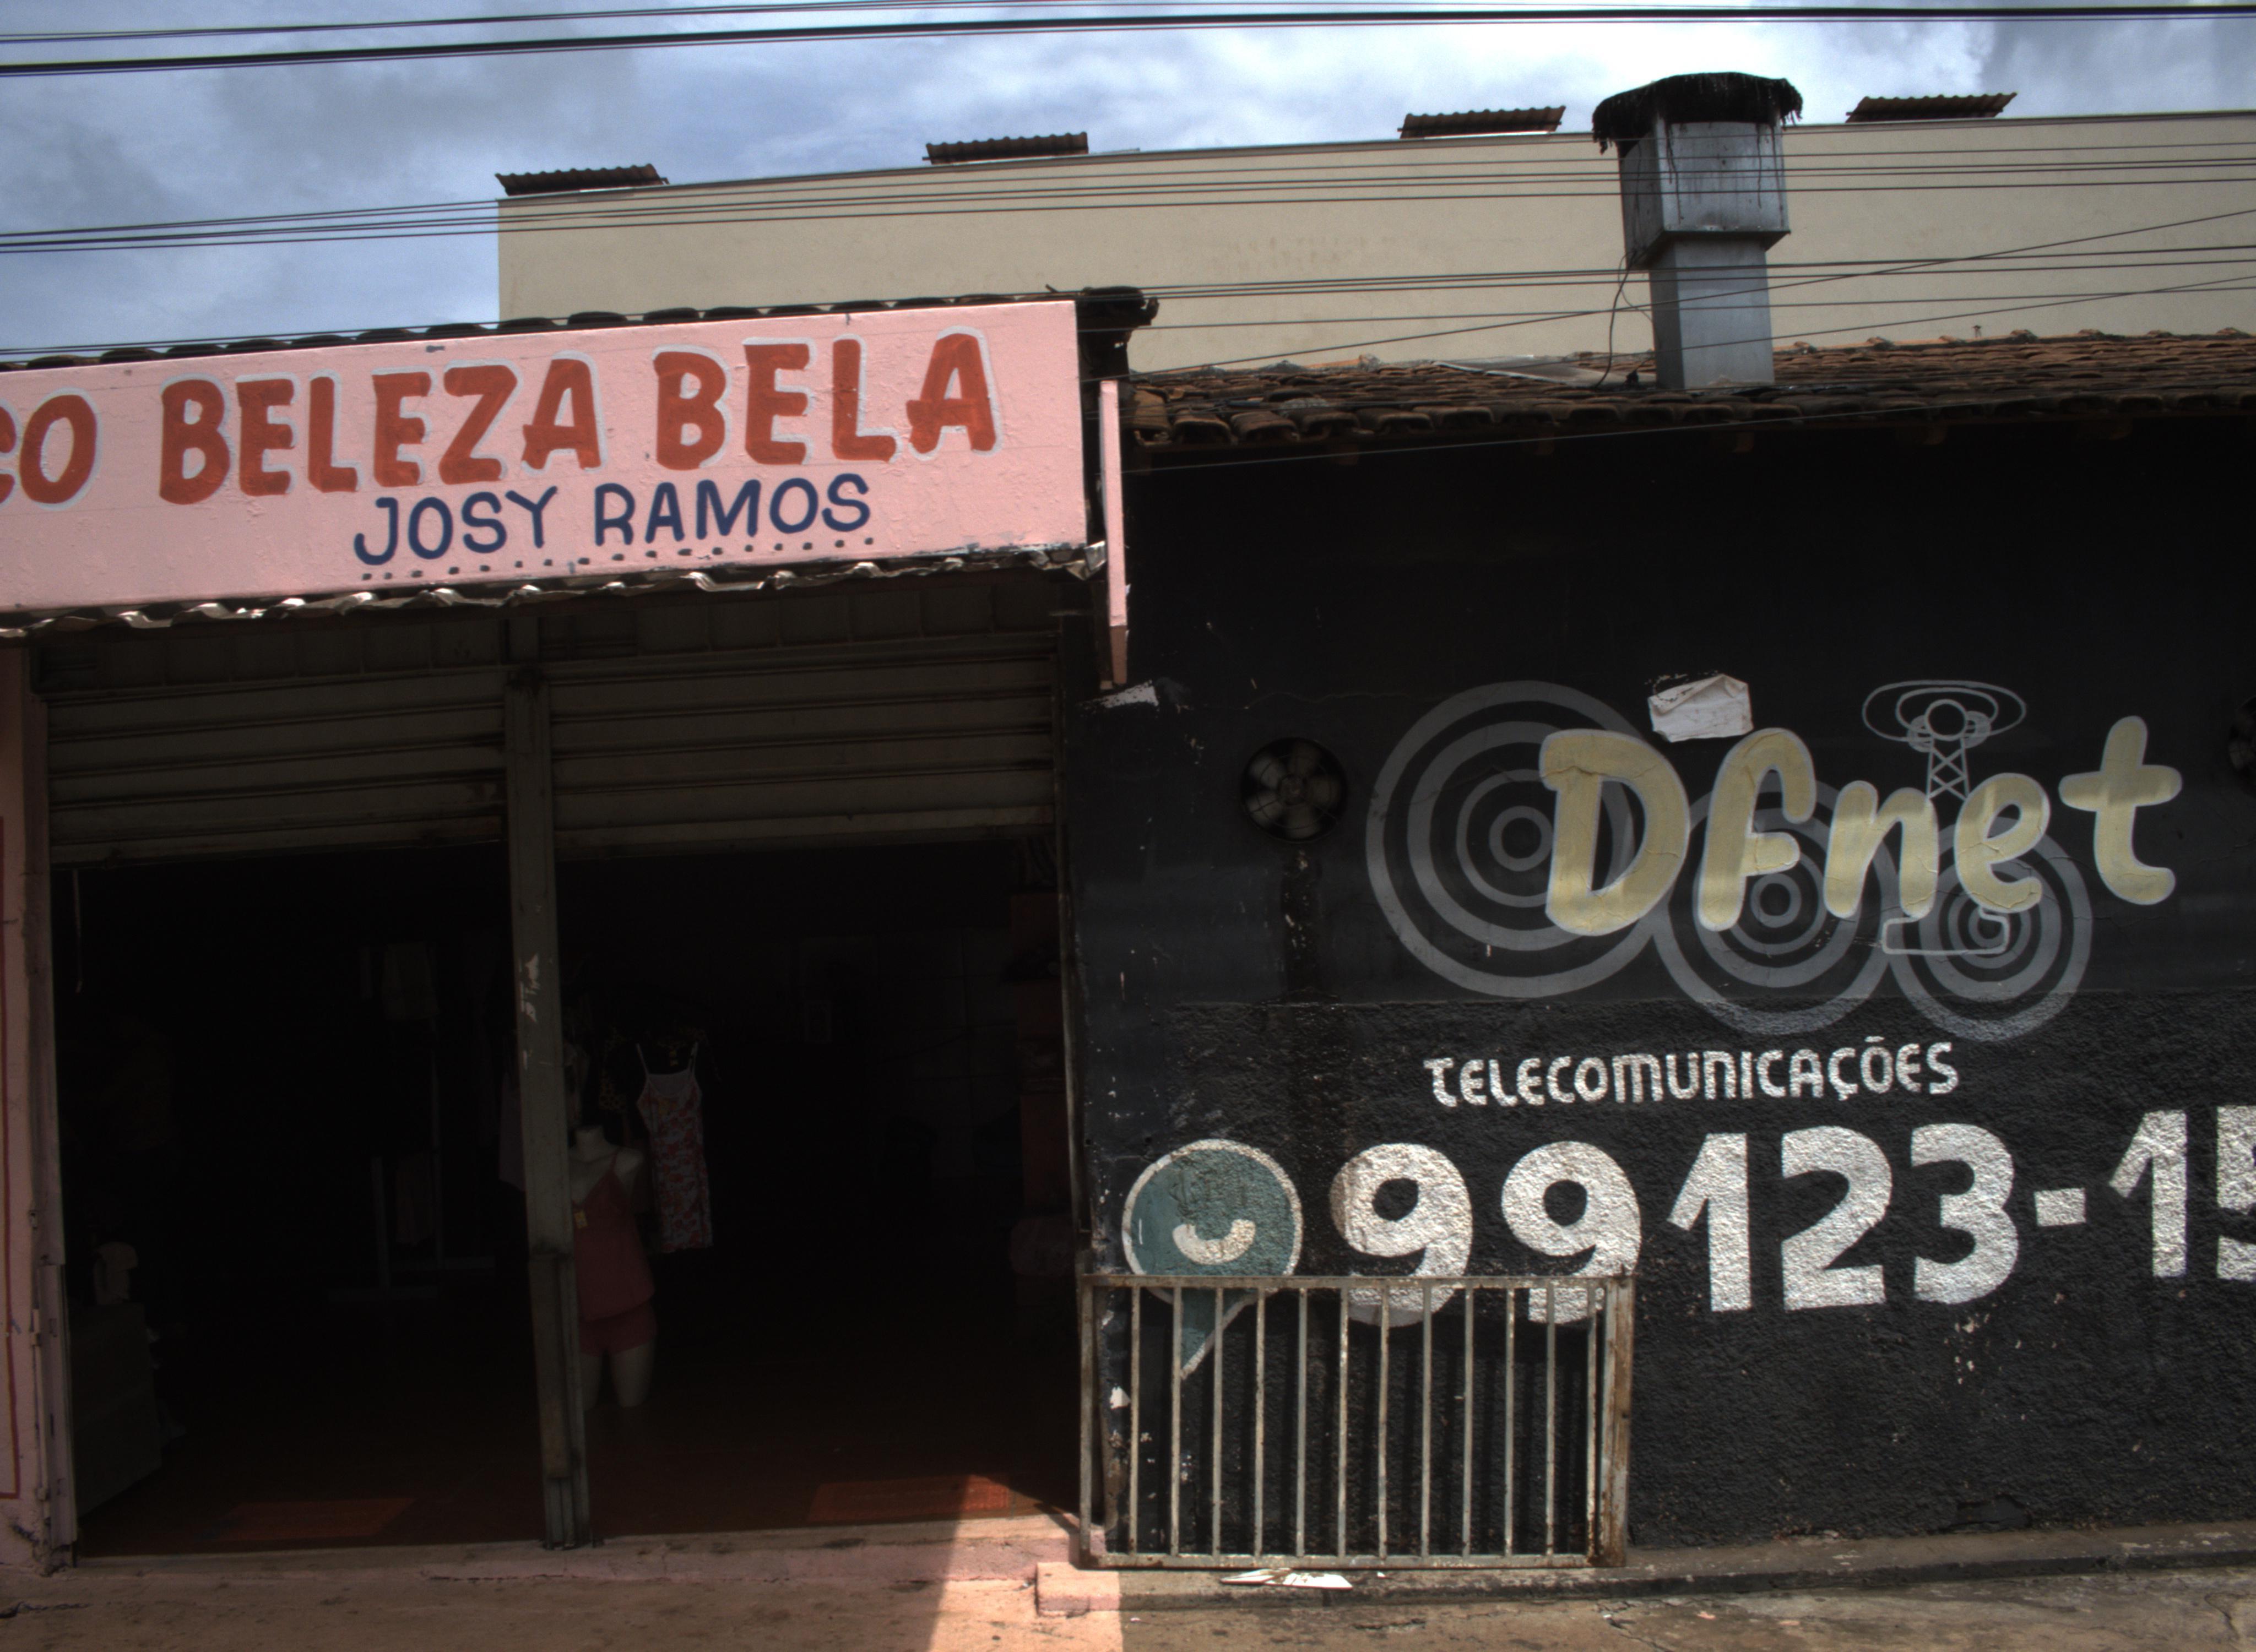 CO BELEZA BELA
JOSY RAMOS
DFnet
TELECOMUNICAÇÕES
99123-15